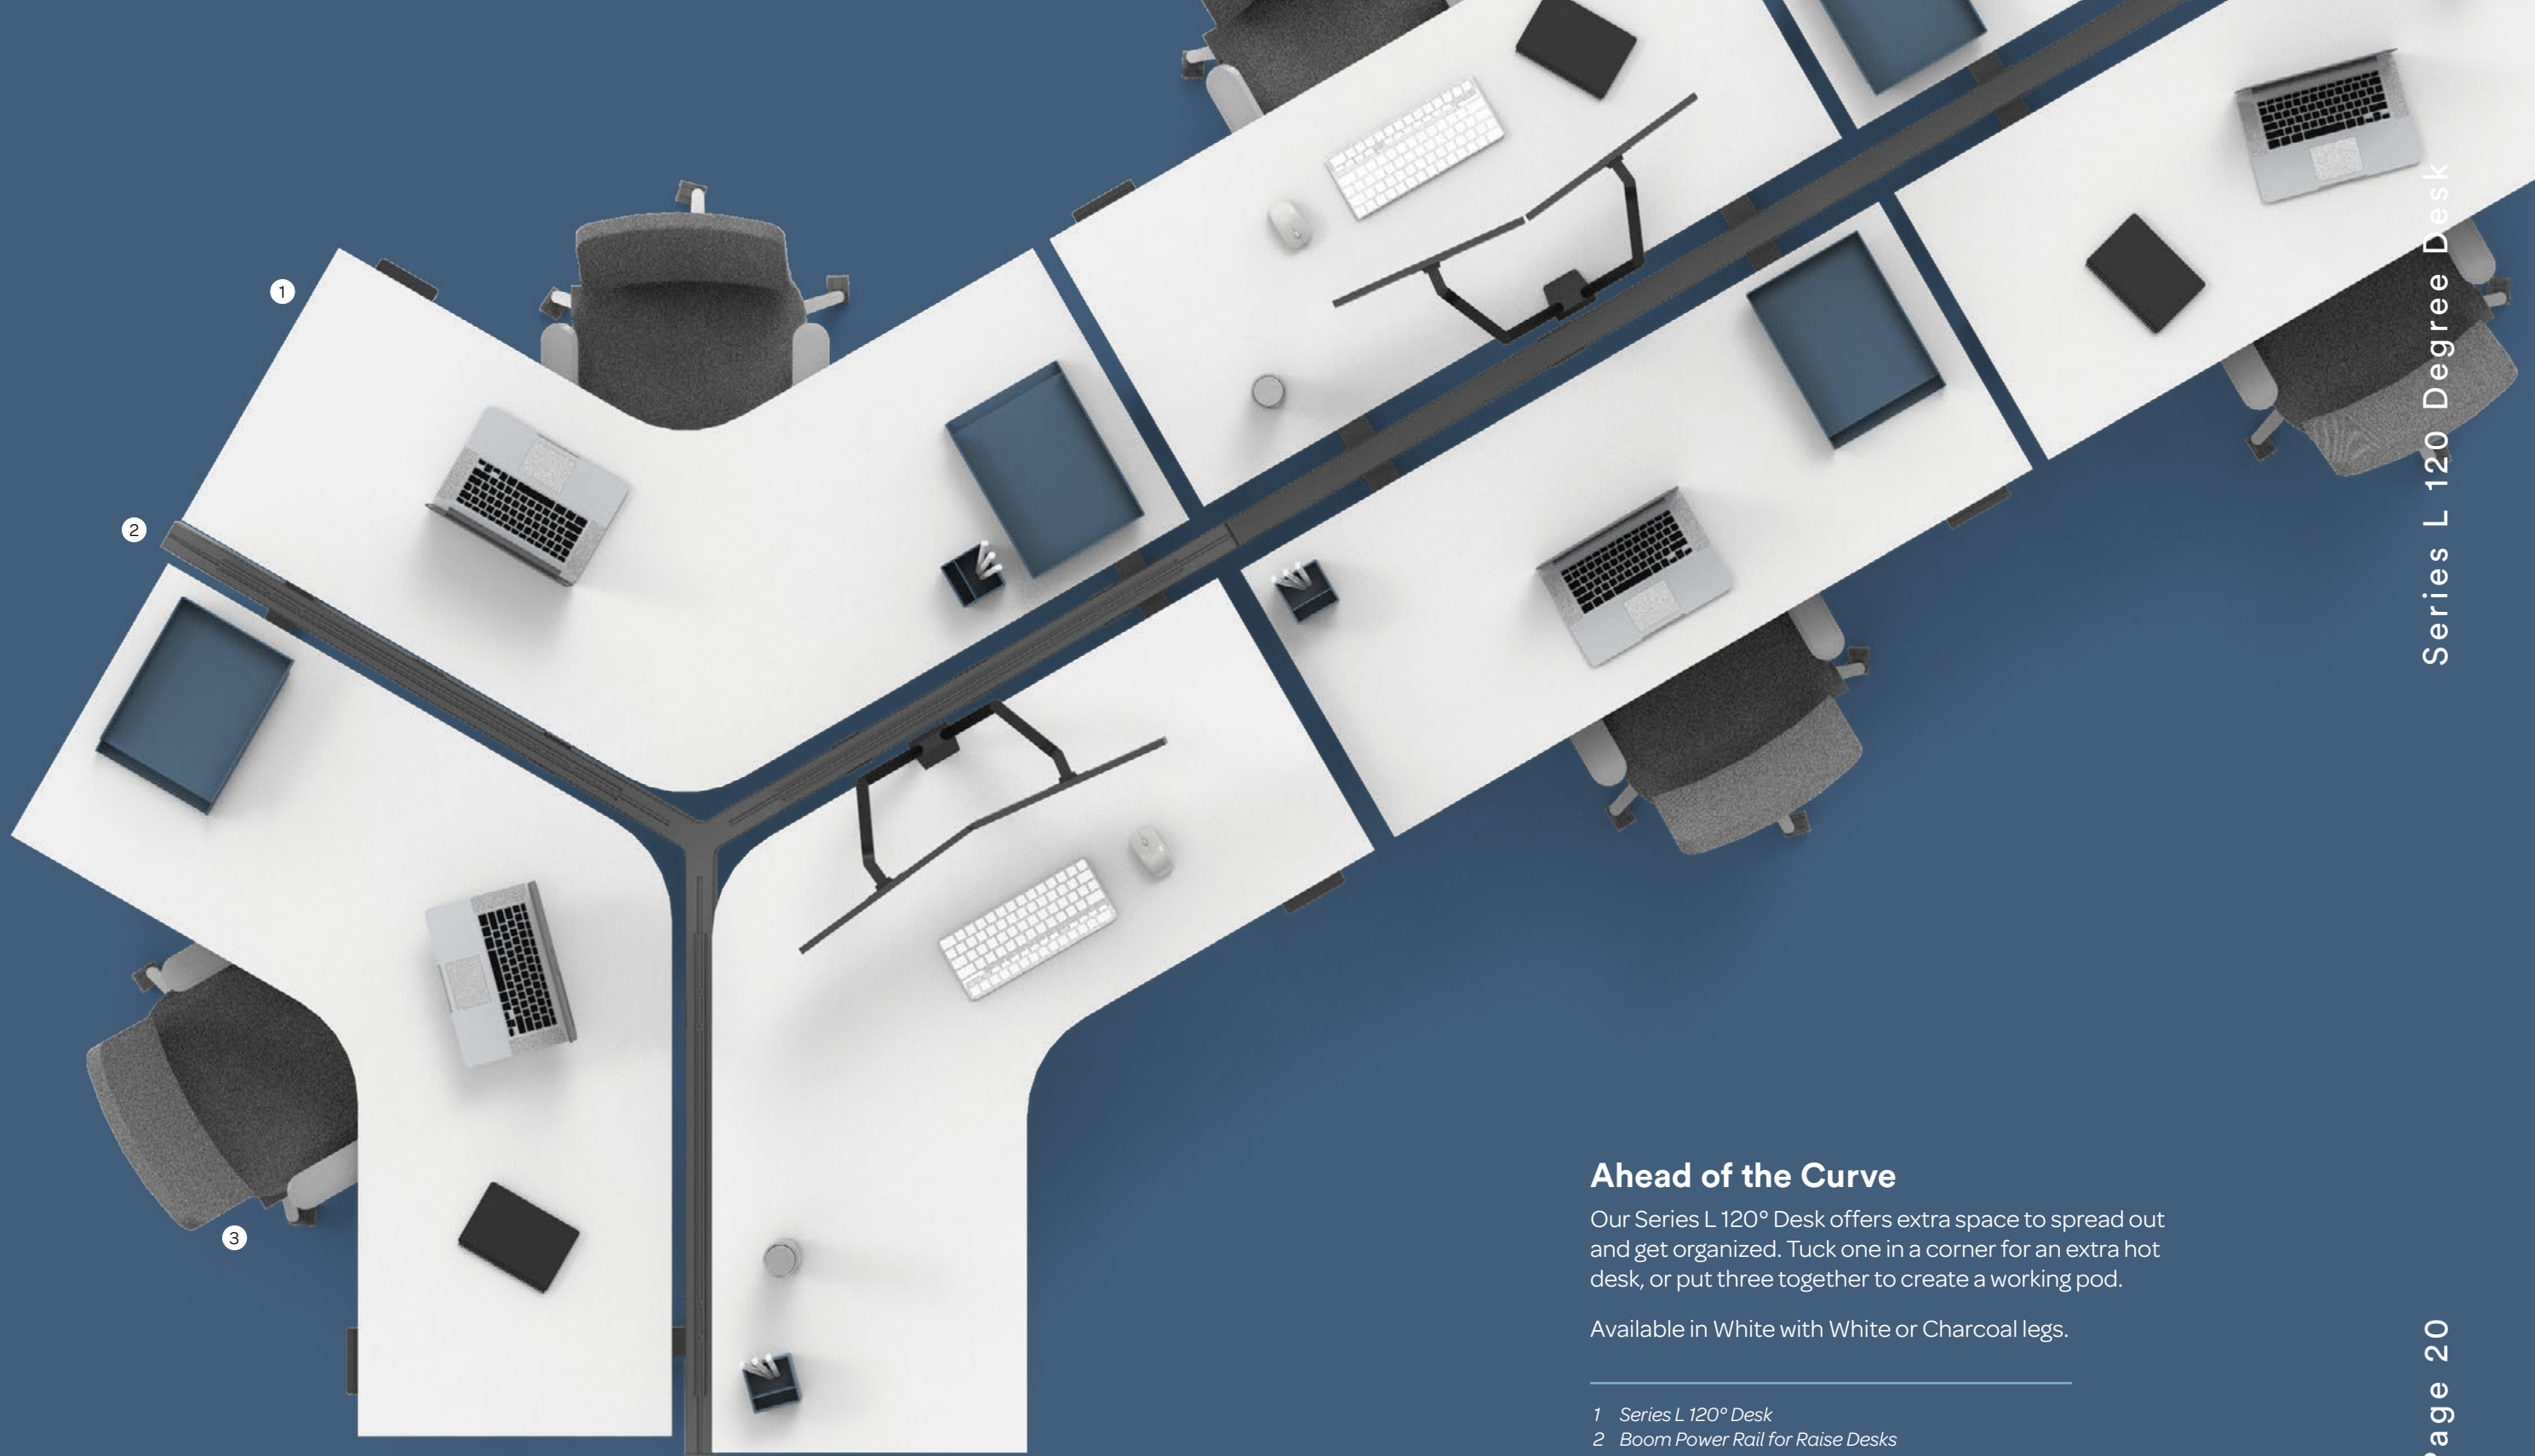 1
2
3
Series L 120 Degree Desk
Ahead of the Curve
Our Series L 120° Desk offers extra space to spread out
and get organized. Tuck one in a corner for an extra hot
desk, or put three together to create a working pod.
Available in White with White or Charcoal legs.
1 Series L 120° Desk
2 Boom Power Rail for Raise Desks
Page 20